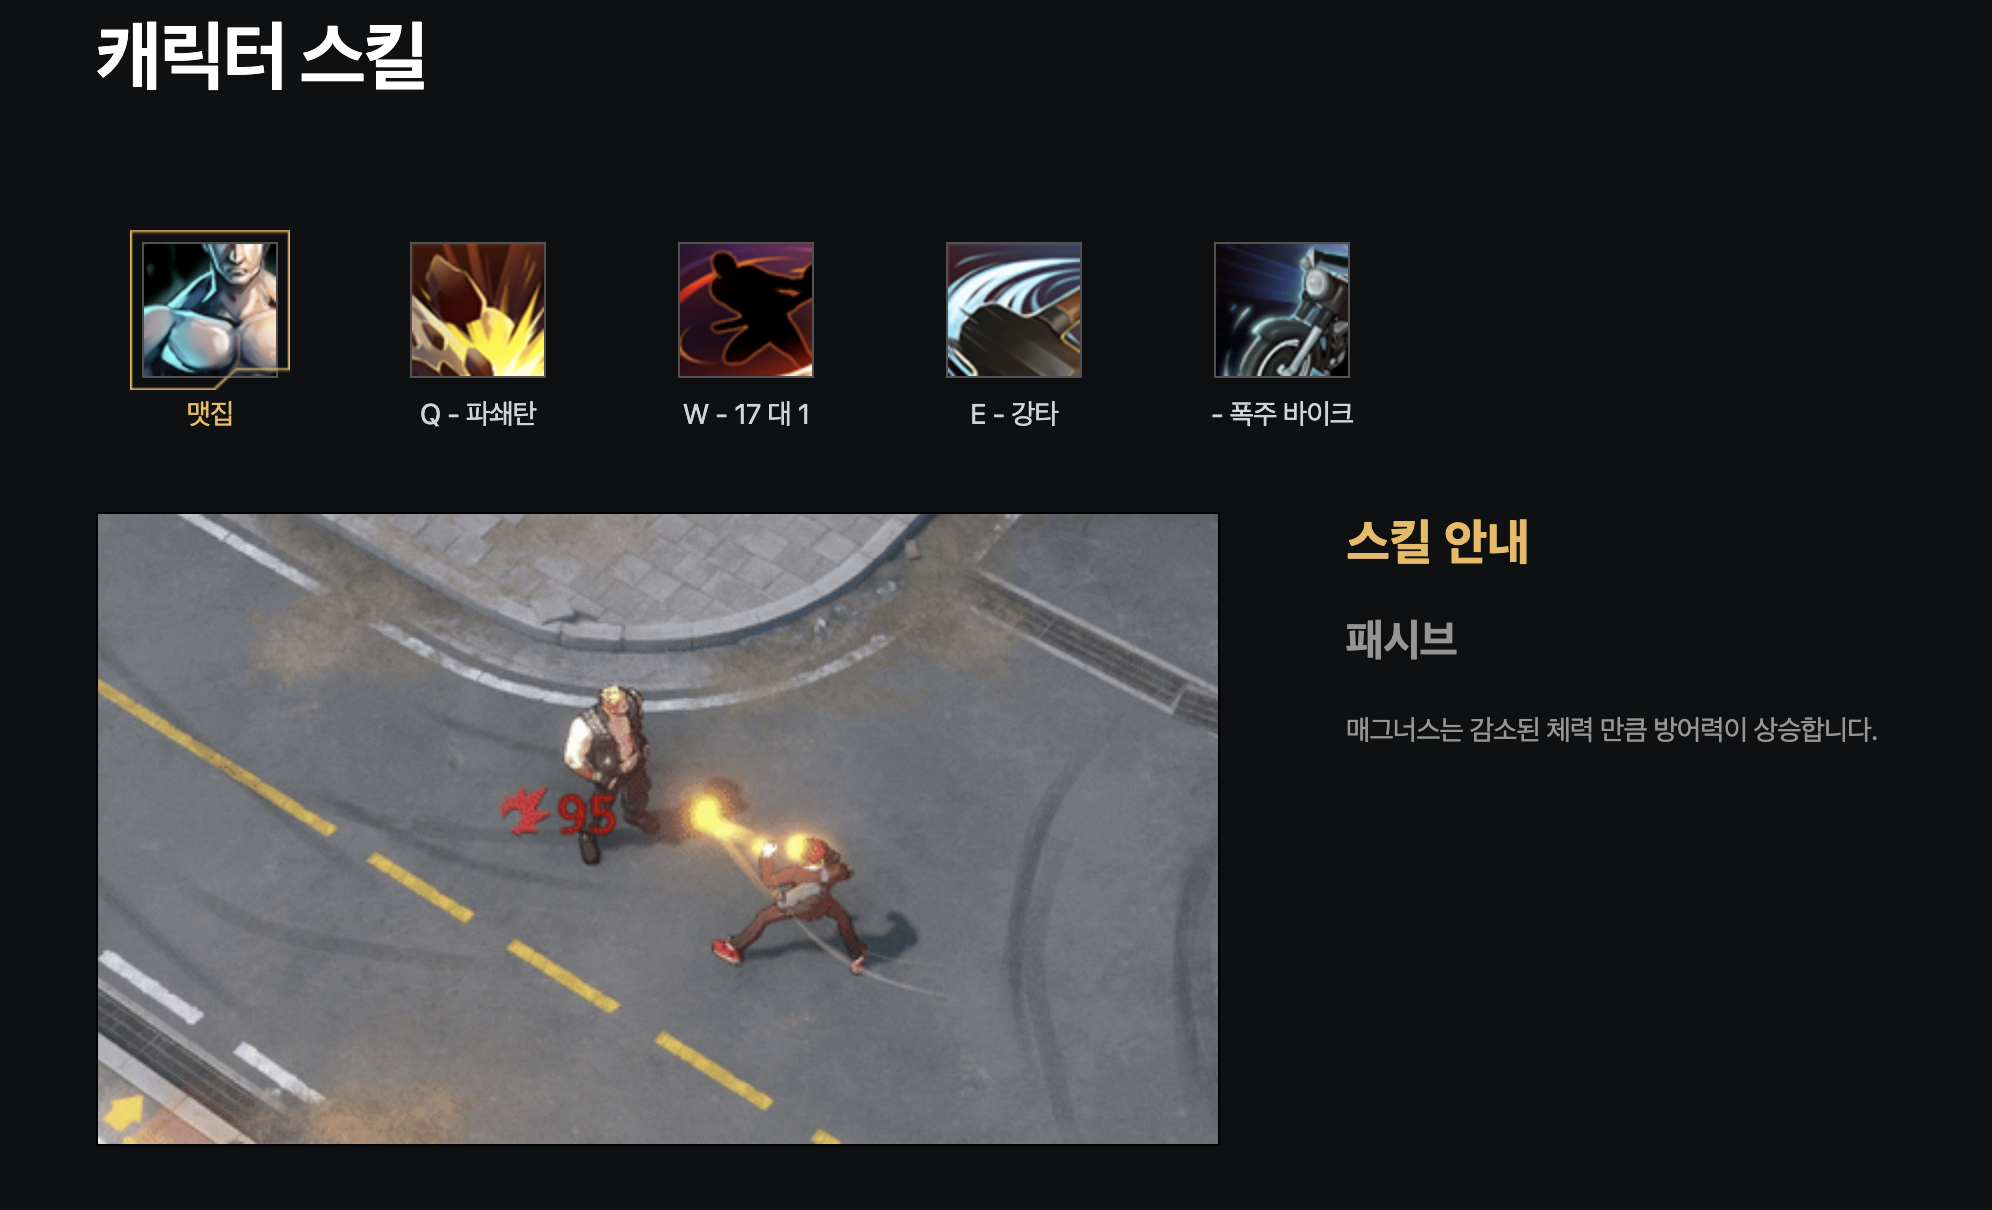 캐릭터 스킬
맷집
Q - 파쇄탄
W - 17 대 1
E - 강타
- 폭주 바이크
스킬 안내
패시브
매그너스는 감소된 체력 만큼 방어력이 상승합니다.
95